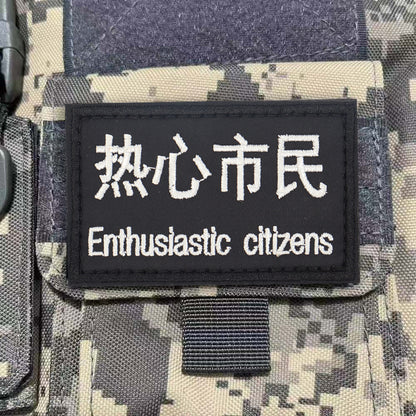 热心市民
Enthusiastic citizens